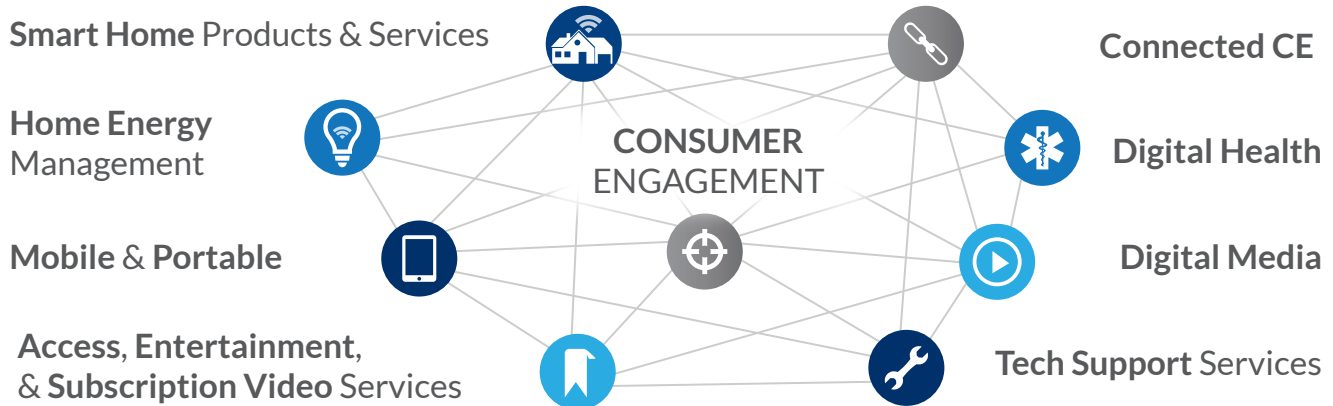 Smart Home Products & Services
Connected CE
Home Energy
Management
CONSUMER
ENGAGEMENT
Digital Health
Mobile & Portable
Digital Media
Access, Entertainment,
& Subscription Video Services
Tech Support Services